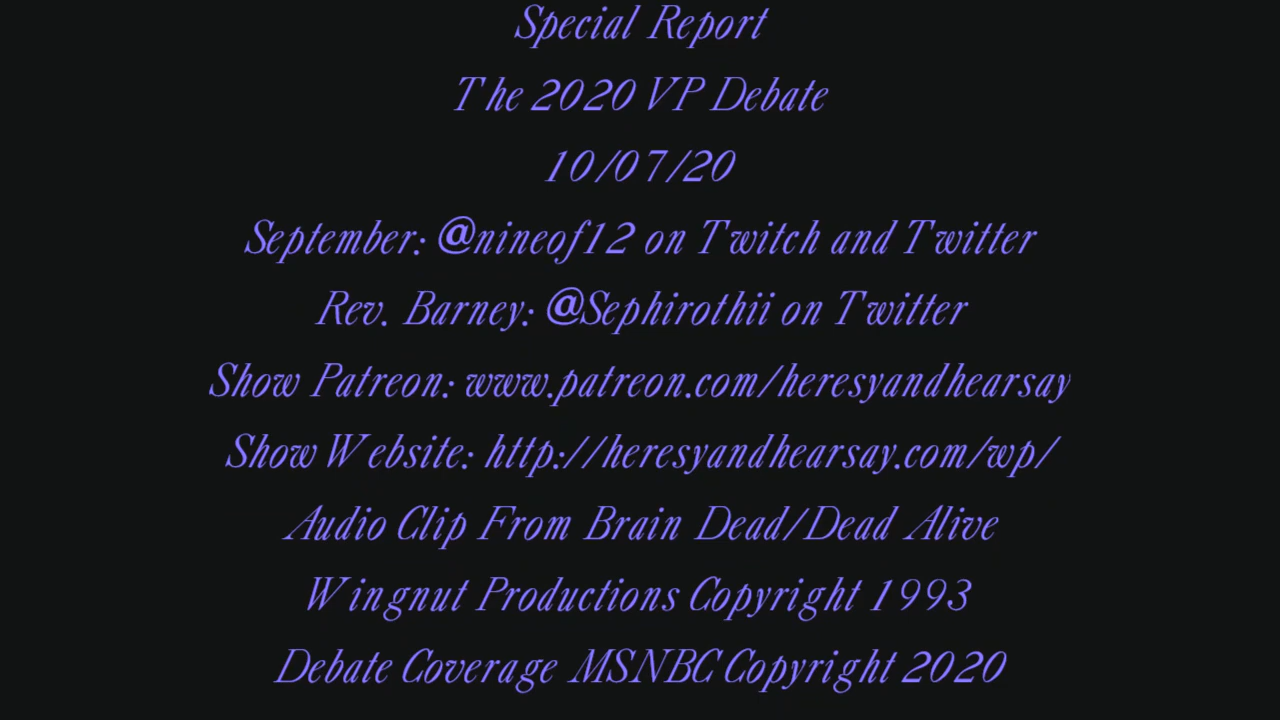 Special Report
The 2020 VP Debate
10/07/20
September: @nineof12 on Twitch and Twitter
Rev. Barney: @Sephirothii on Twitter
Show Patreon: www.patreon.com/heresyandhearsay
Show Website: http://heresyandhearsay.com/wp/
Audio Clip From Brain Dead/Dead Alive
Wingnut Productions Copyright 1993
Debate Coverage MSNBC Copyright 2020